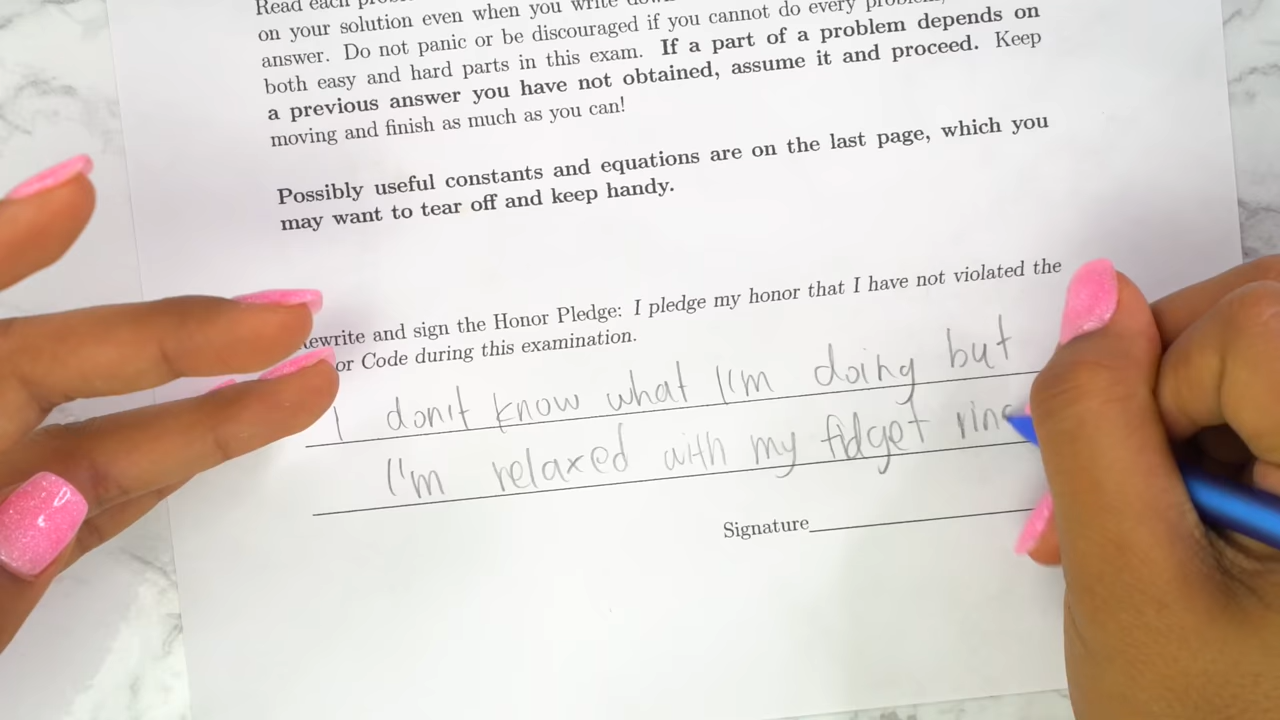 Read each
on your solution even when you write
answer. Do not panic or be discouraged if you cannot do every
both easy and hard parts in this exam. If a part of a problem depends on
a previous answer you have not obtained, assume it and proceed. Keep
moving and finish as much as you can!
Possibly useful constants and equations are on the last page, which you
may want to tear off and keep handy.
and sign the Honor Pledge: I pledge my honor that I have not violated the
Code during this examination.
I don't know what I'm doing but
I'm relaxed with my fidget
Signature